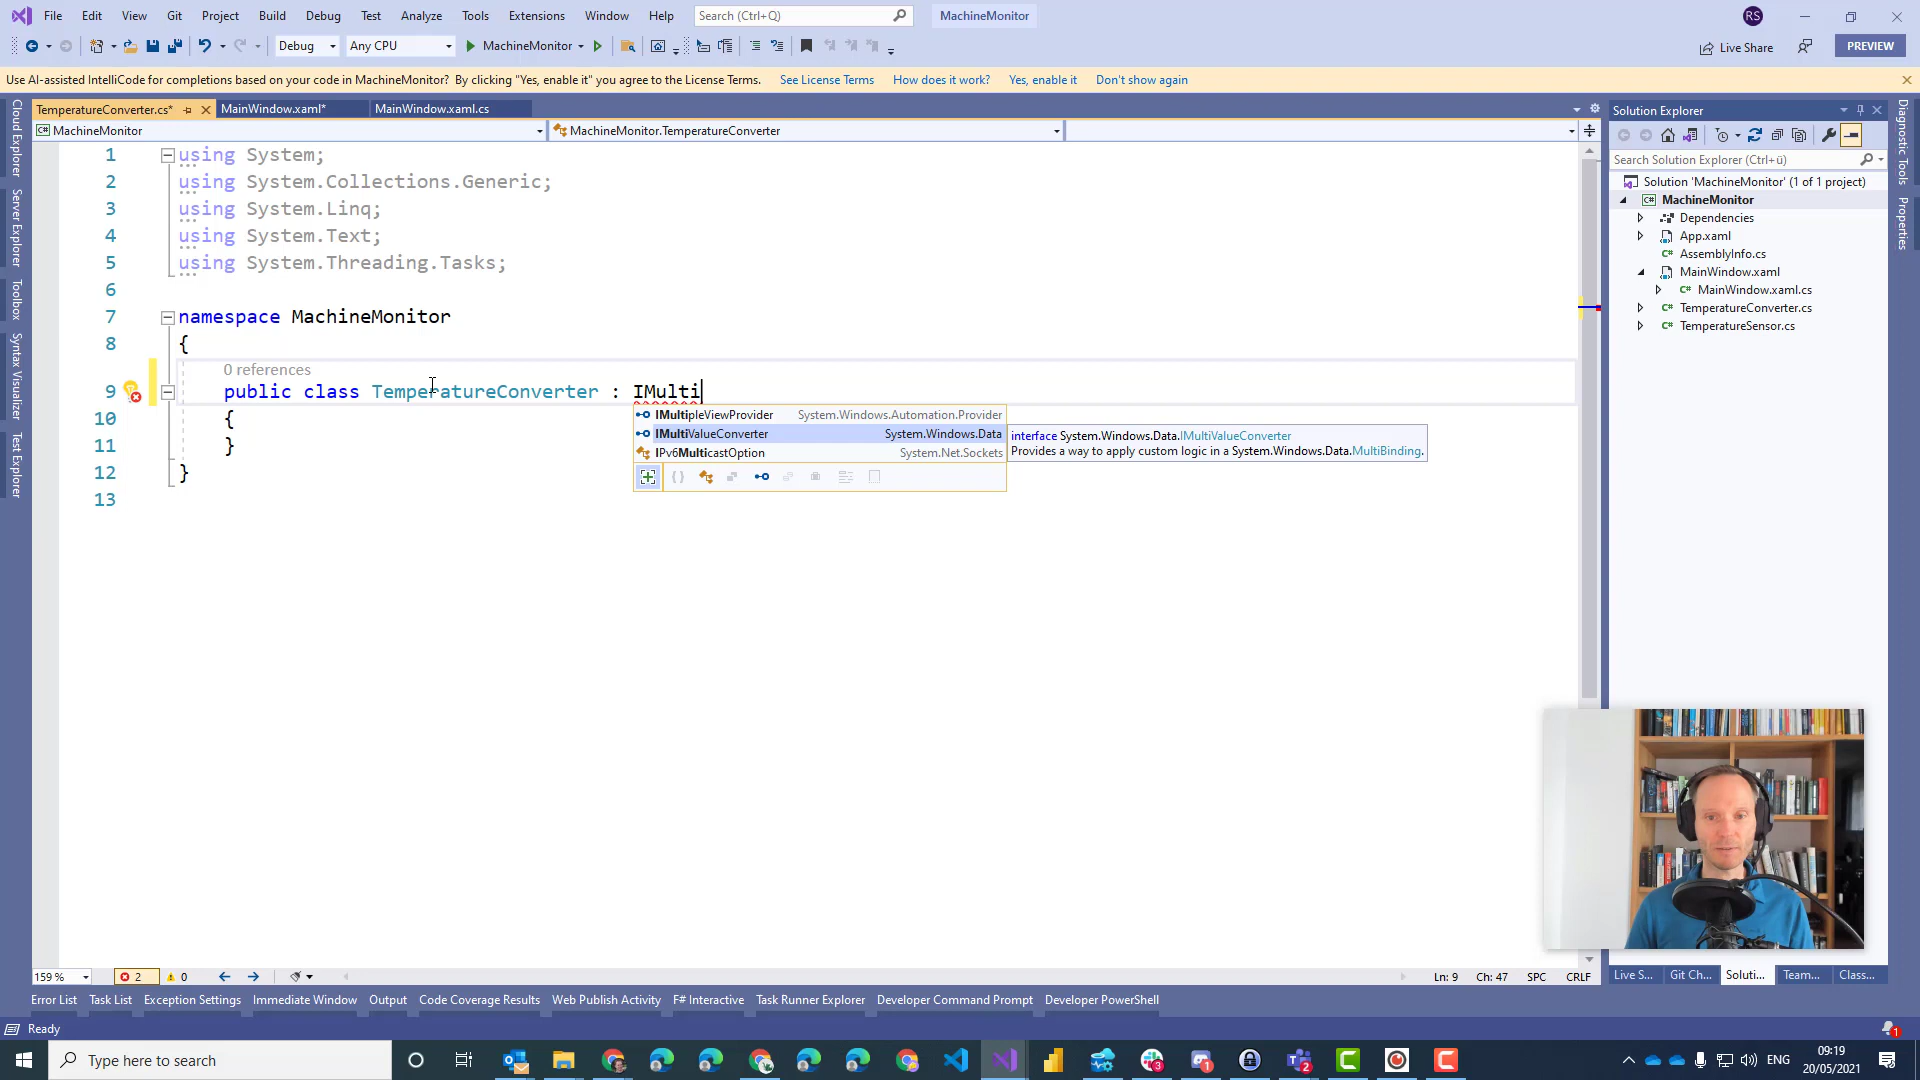 File Edit View Git Project Build Debug Test Analyze Tools Extensions Window Help Search (Ctrl+Q) MachineMonitor RS
Debug Any CPU MachineMonitor Live Share PREVIEW
Use AI-assisted IntelliCode for completions based on your code in MachineMonitor? By clicking "Yes, enable it" you agree to the License Terms. See License Terms How does it work? Yes, enable it Don't show again
TemperatureConverter.cs* MainWindow.xaml* MainWindow.xaml.cs
MachineMonitor MachineMonitor.TemperatureConverter
1 using System;
2 using System.Collections.Generic;
3 using System.Linq;
4 using System.Text;
5 using System.Threading.Tasks;
6
7 namespace MachineMonitor
8 {
0 references
9 public class TemperatureConverter : IMulti
10 {
11 }
12 }
13
IMultipleViewProvider System.Windows.Automation.Provider
IMultiValueConverter System.Windows.Data
IPv6MulticastOption System.Net.Sockets
interface System.Windows.Data.IMultiValueConverter
Provides a way to apply custom logic in a System.Windows.Data.MultiBinding.
Cloud Explorer
Server Explorer
Toolbox
Syntax Visualizer
Test Explorer
Solution Explorer
Search Solution Explorer (Ctrl+ü)
Solution 'MachineMonitor' (1 of 1 project)
MachineMonitor
Dependencies
App.xaml
AssemblyInfo.cs
MainWindow.xaml
MainWindow.xaml.cs
TemperatureConverter.cs
TemperatureSensor.cs
Diagnostic Tools
Properties
159 % 2 0 Ln: 9 Ch: 47 SPC CRLF
Live S... Git Ch... Soluti... Team... Class...
Error List Task List Exception Settings Immediate Window Output Code Coverage Results Web Publish Activity F# Interactive Task Runner Explorer Developer Command Prompt Developer PowerShell
Ready 1
Type here to search 3 1 2 ENG 09:19
20/05/2021